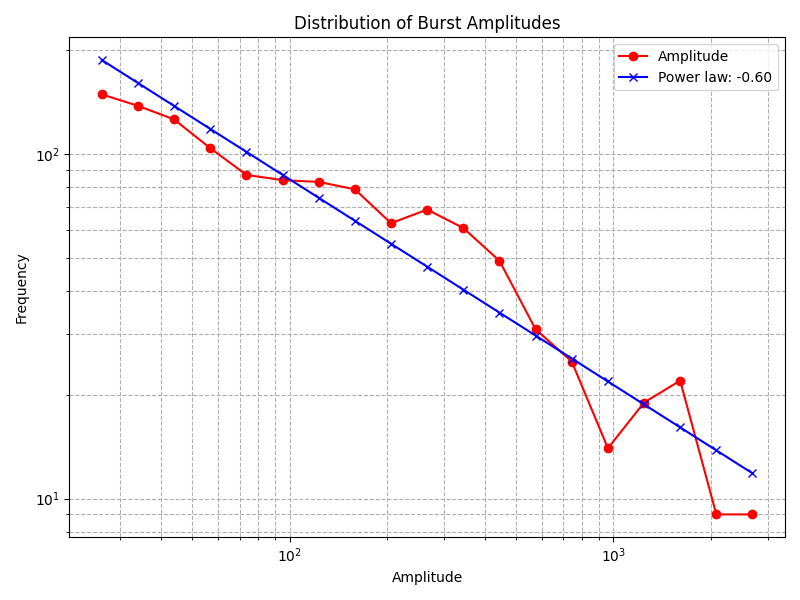 Distribution of Burst Amplitudes
Amplitude
Power law: -0.60
Frequency
10²
10¹
10²
10³
Amplitude